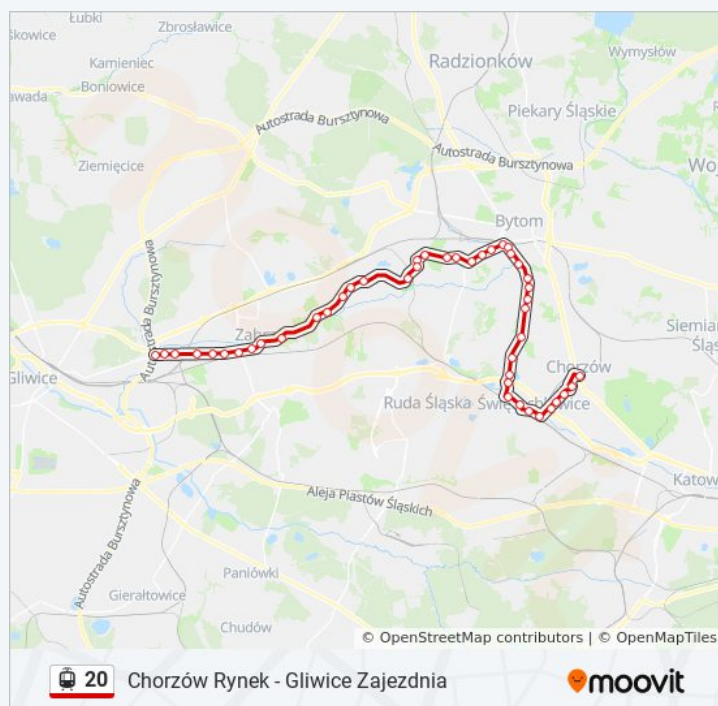 Łubki
Zbrosławice
Kamieniec
Boniowice
Radzionków
Wymysłów
Autostrada Bursztynowa
Piekary Śląskie
Autostrada Bursztynowa
Ziemięcice
Bytom
Autostrada Bursztynowa
Gliwice
Chorzów
Ruda Śląska
Aleja Piastów Śląskich
Autostrada Bursztynowa
Paniówki
Gierałtowice
Chudów
© OpenStreetMap contributors | © OpenMapTiles
20 Chorzów Rynek - Gliwice Zajezdnia moovit